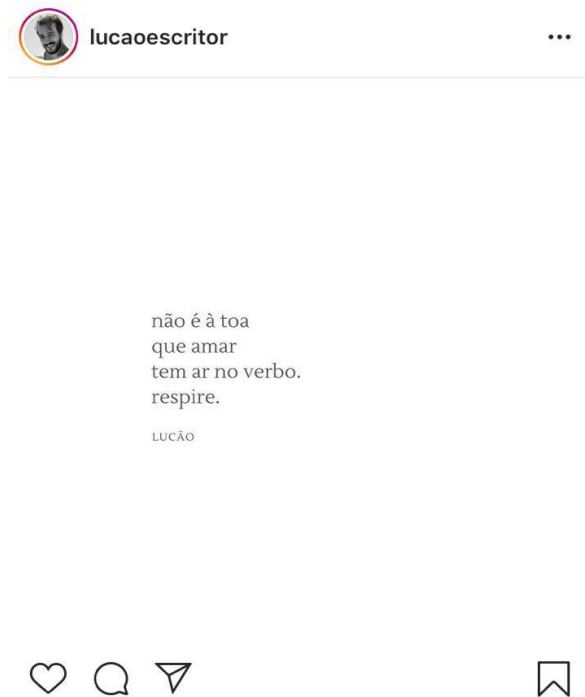 lucaoescritor
não é à toa
que amar
tem ar no verbo.
respire.
LUCÃO